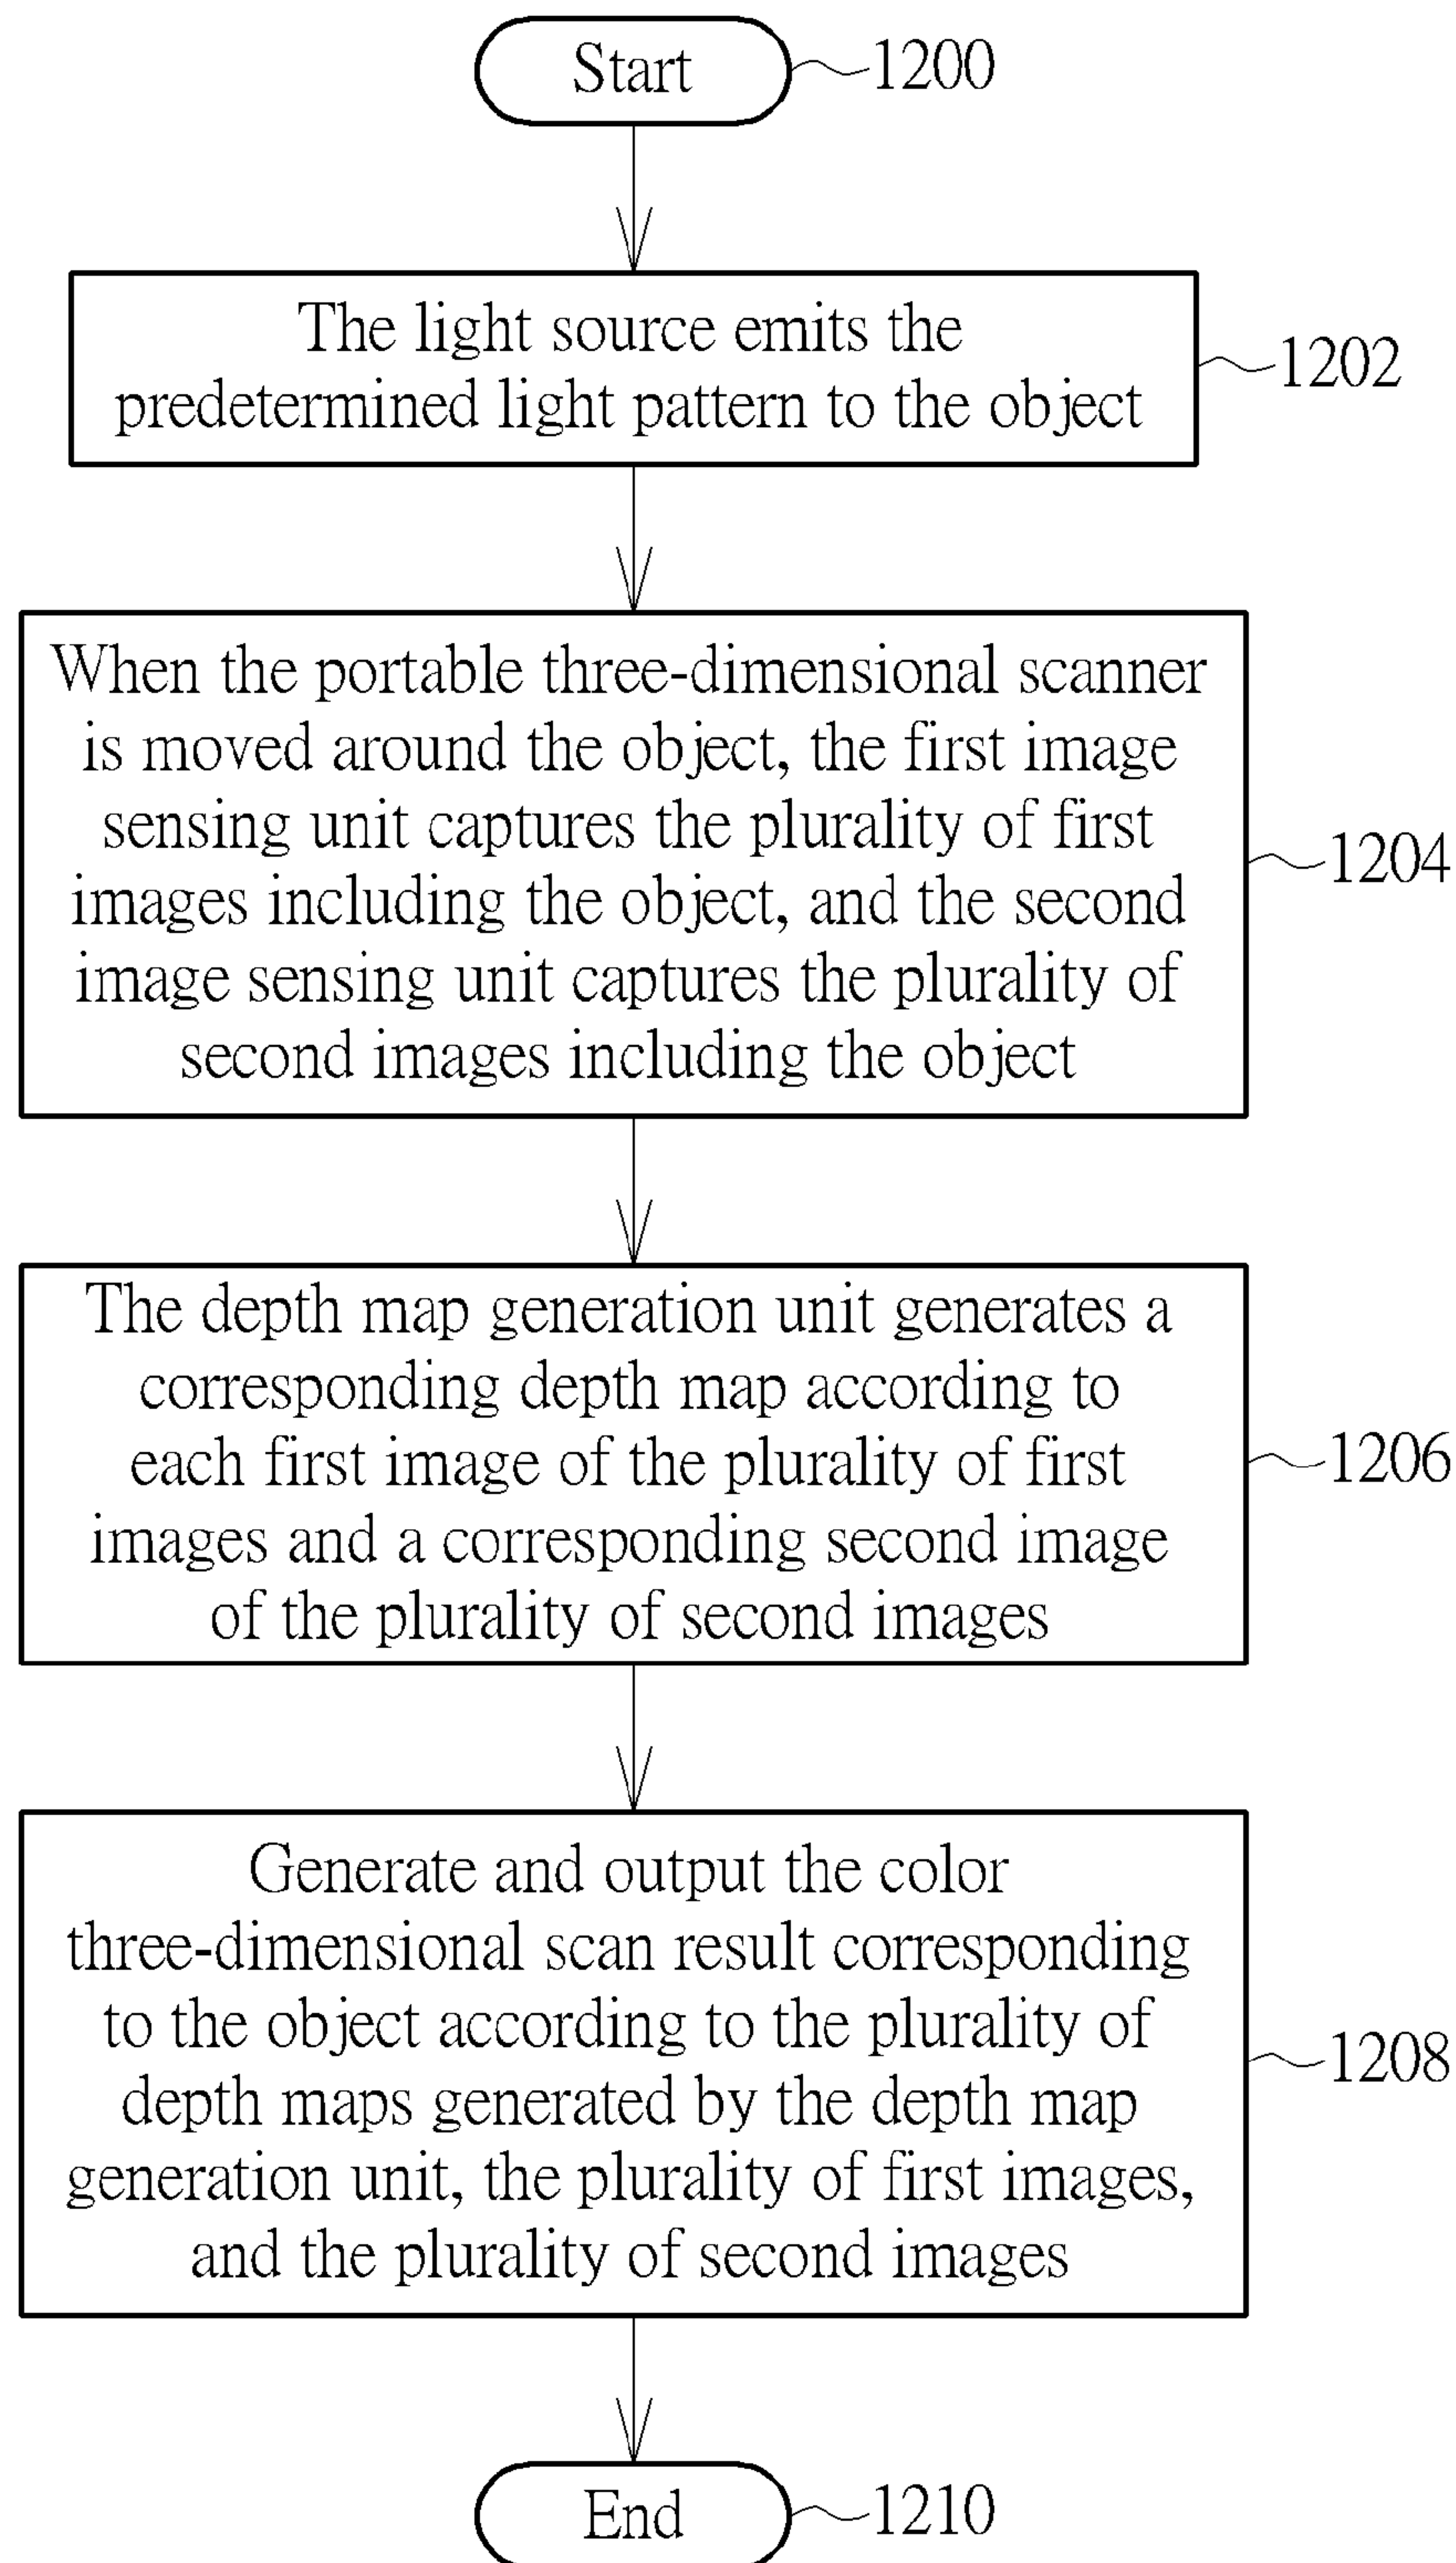 Start
1200
The light source emits the
predetermined light pattern to the object
1202
When the portable three-dimensional scanner
is moved around the object, the first image
sensing unit captures the plurality of first
images including the object, and the second
image sensing unit captures the plurality of
second images including the object
1204
The depth map generation unit generates a
corresponding depth map according to
each first image of the plurality of first
images and a corresponding second image
of the plurality of second images
1206
Generate and output the color
three-dimensional scan result corresponding
to the object according to the plurality of
depth maps generated by the depth map
generation unit, the plurality of first images,
and the plurality of second images
1208
End
1210